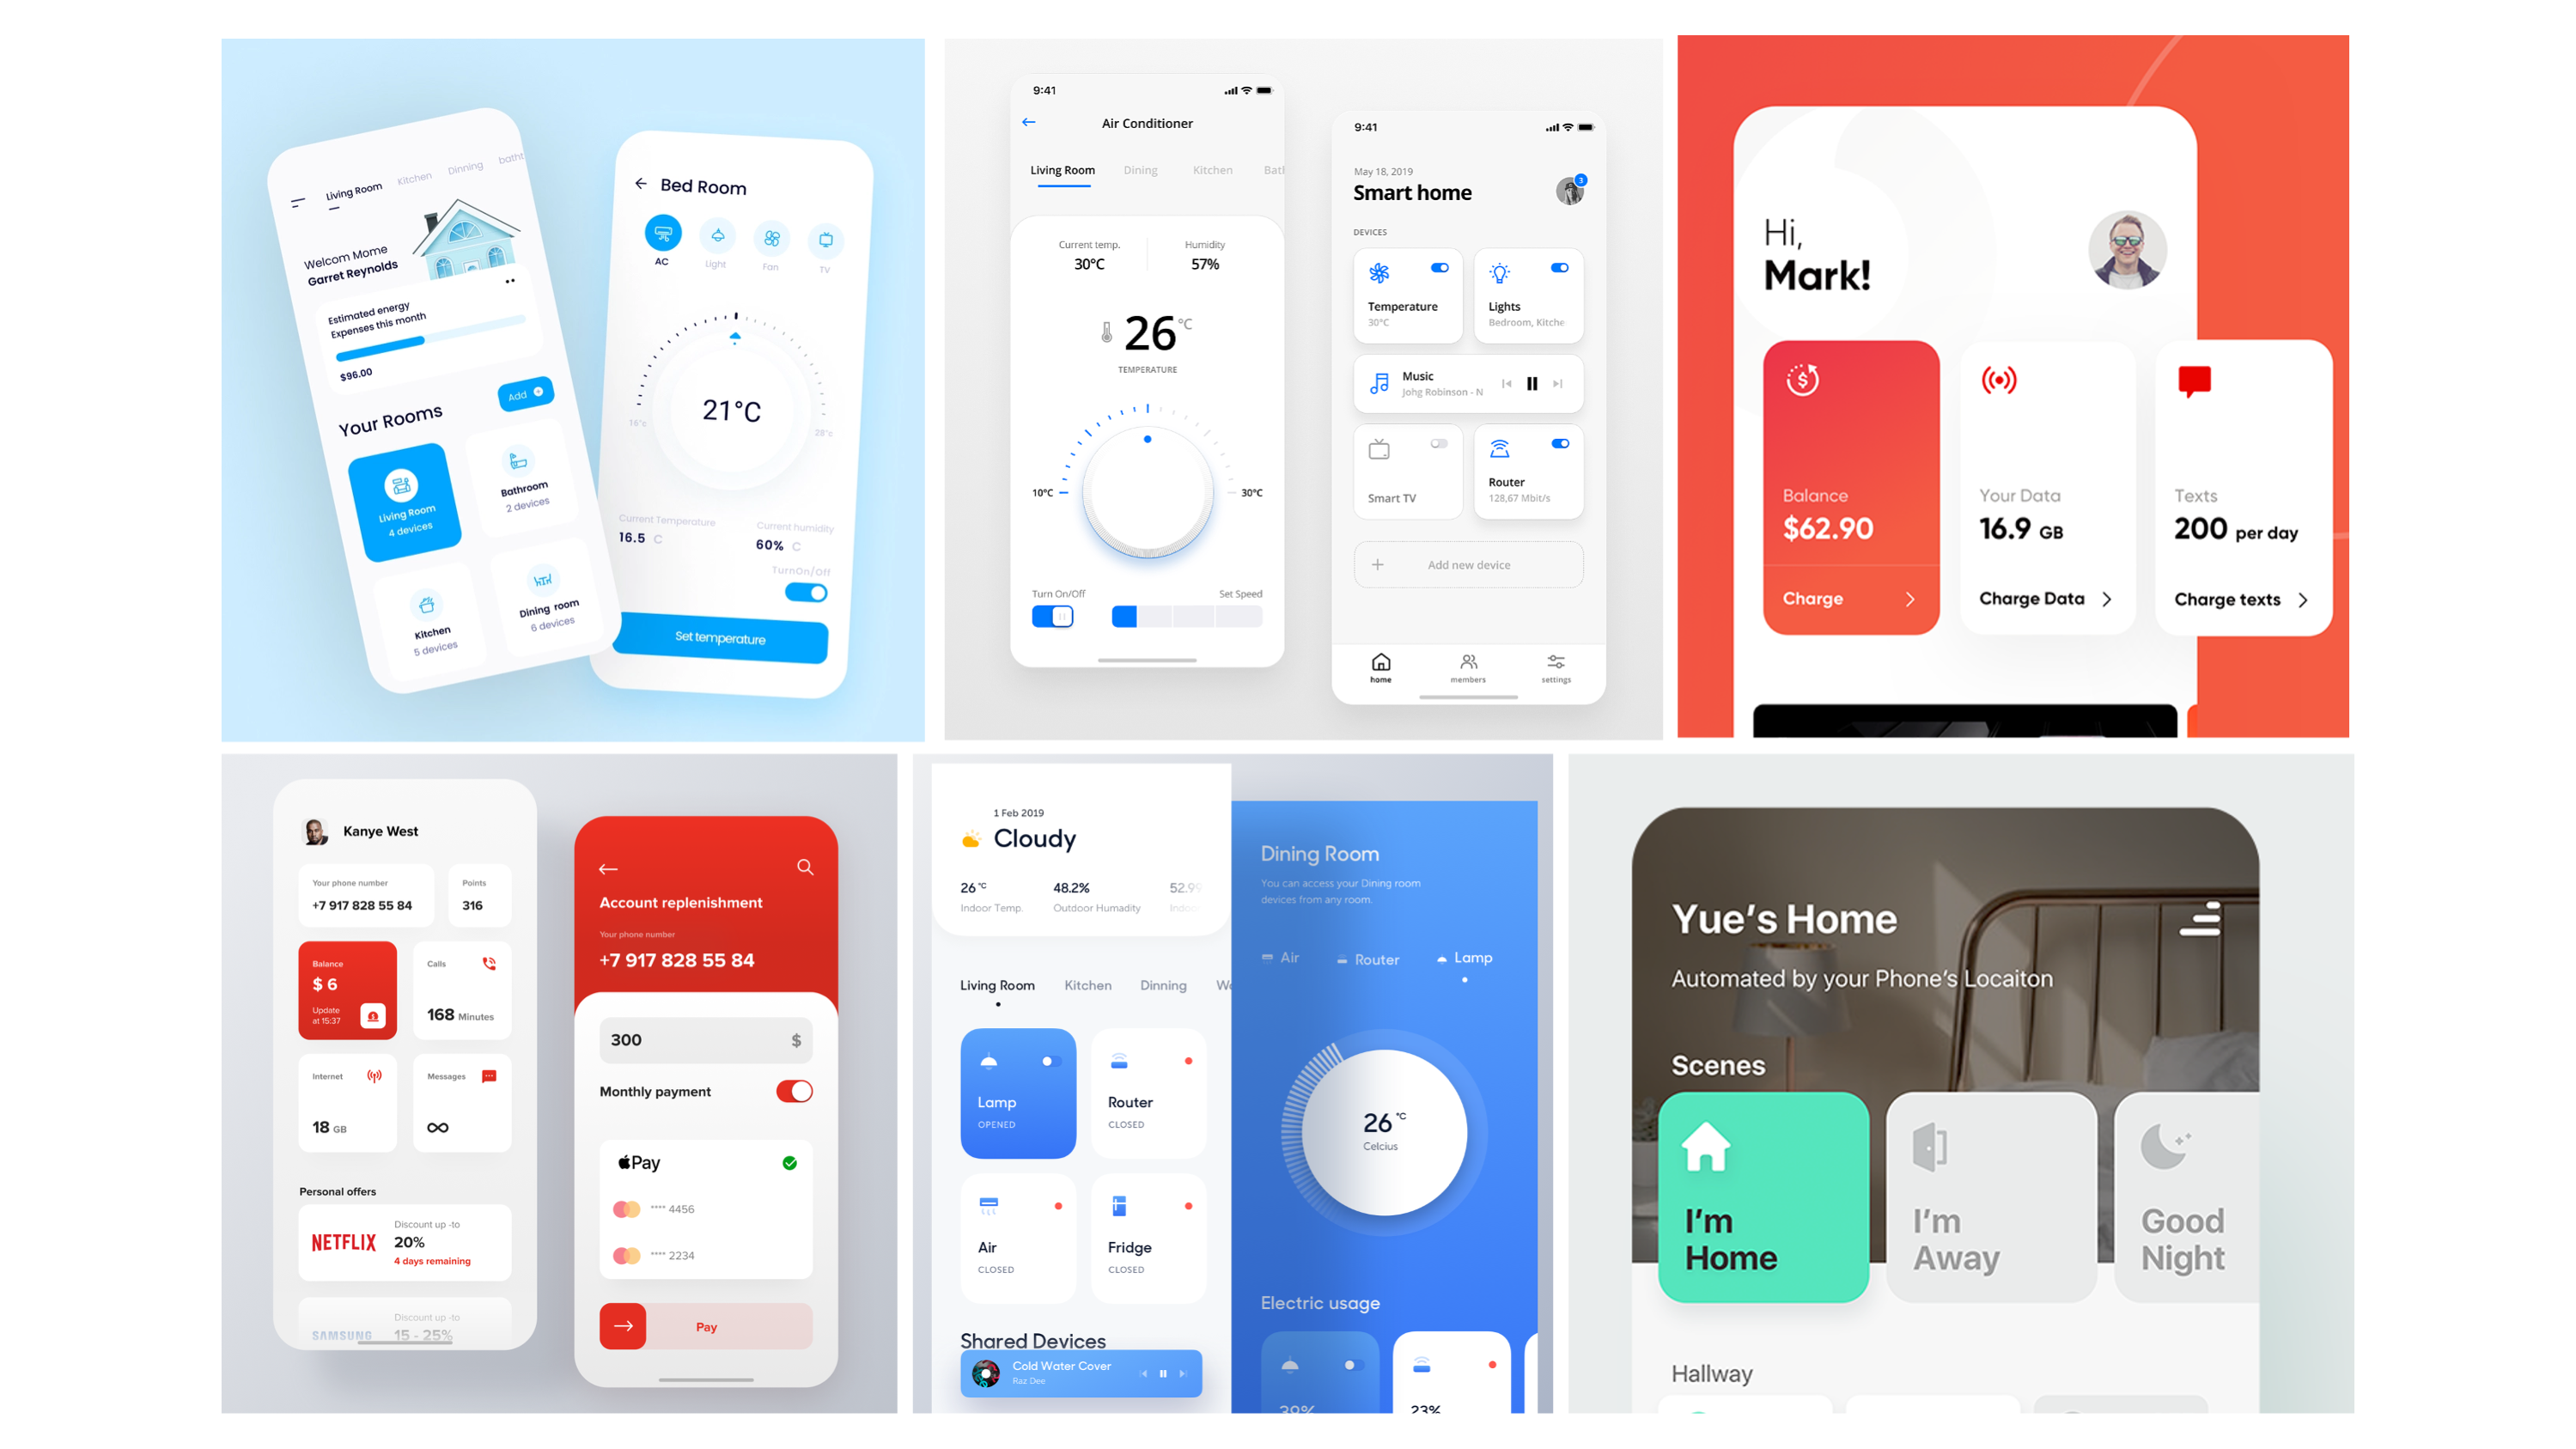 Living Room
Kitchen
Dinning
batht
Welcom Mome
Garret Reynolds
Estimated energy
Expenses this month
$96.00
Your Rooms
Add
Living Room
4 devices
Bathroom
2 devices
Kitchen
5 devices
Dining room
6 devices
Bed Room
AC
Light
Fan
TV
21°C
16°c
28°c
Current Temperature
16.5 C
Current humidity
60% C
TurnOn/Off
Set temperature
9:41
Air Conditioner
Living Room
Dining
Kitchen
Bat
Current temp.
30°C
Humidity
57%
26 °C
TEMPERATURE
10°C
30°C
Turn On/Off
Set Speed
9:41
May 18, 2019
Smart home
3
DEVICES
Temperature
30°C
Lights
Bedroom, Kitche
Music
Johg Robinson - N
Smart TV
Router
128,67 Mbit/s
Add new device
home
members
settings
Hi,
Mark!
Balance
$62.90
Charge
Your Data
16.9 GB
Charge Data
Texts
200 per day
Charge texts
Kanye West
Your phone number
+7 917 828 55 84
Points
316
Balance
$ 6
Update
at 15:37
Calls
168 Minutes
Internet
18 GB
Messages
∞
Personal offers
NETFLIX
Discount up -to
20%
4 days remaining
SAMSUNG
Discount up -to
15 - 25%
Account replenishment
Your phone number
+7 917 828 55 84
300
$
Monthly payment
Pay
**** 4456
**** 2234
Pay
1 Feb 2019
Cloudy
26 °C
Indoor Temp.
48.2%
Outdoor Humadity
52.99
Indoor
Living Room
Kitchen
Dinning
Lamp
OPENED
Router
CLOSED
Air
CLOSED
Fridge
CLOSED
Shared Devices
Cold Water Cover
Raz Dee
Dining Room
You can access your Dining room
devices from any room.
Air
Router
Lamp
26 °C
Celcius
Electric usage
39%
23%
Yue's Home
Automated by your Phone's Locaiton
Scenes
I'm
Home
I'm
Away
Good
Night
Hallway